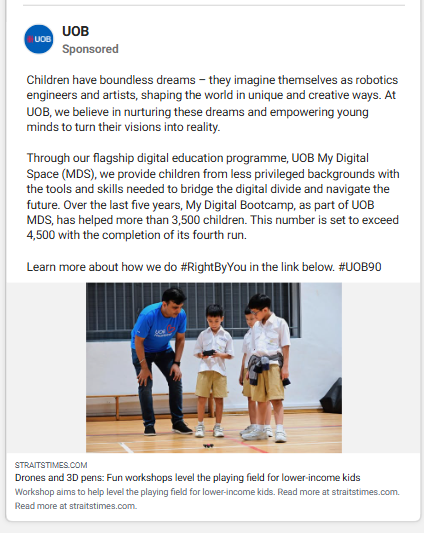 UOB
UOB
Sponsored
Children have boundless dreams – they imagine themselves as robotics
engineers and artists, shaping the world in unique and creative ways. At
UOB, we believe in nurturing these dreams and empowering young
minds to turn their visions into reality.
Through our flagship digital education programme, UOB My Digital
Space (MDS), we provide children from less privileged backgrounds with
the tools and skills needed to bridge the digital divide and navigate the
future. Over the last five years, My Digital Bootcamp, as part of UOB
MDS, has helped more than 3,500 children. This number is set to exceed
4,500 with the completion of its fourth run.
Learn more about how we do #RightByYou in the link below. #UOB90
UOB
STRAITSTIMES.COM
Drones and 3D pens: Fun workshops level the playing field for lower-income kids
Workshop aims to help level the playing field for lower-income kids. Read more at straitstimes.com.
Read more at straitstimes.com.